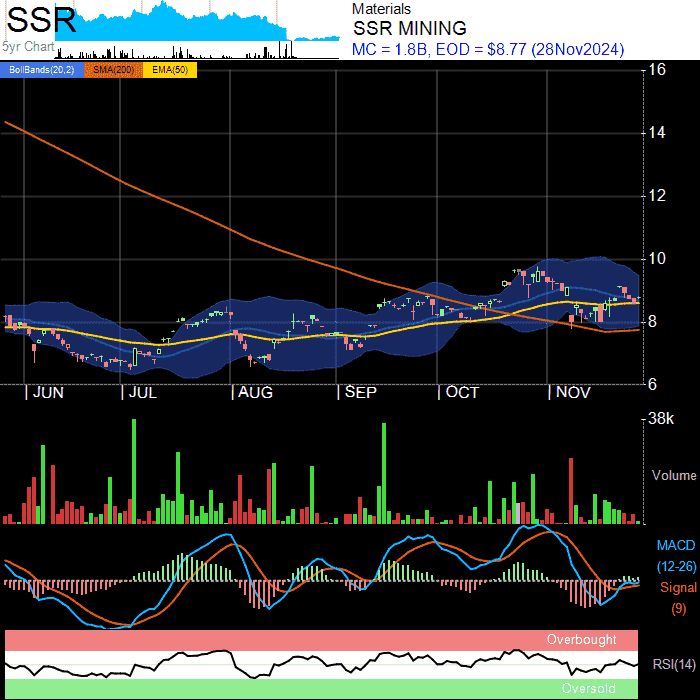 SSR
5yr Chart
Materials
SSR MINING
MC = 1.8B, EOD = $8.77 (28Nov2024)
BollBands(20,2) SMA(200) EMA(50)
16
14
12
10
8
6
JUN JUL AUG SEP OCT NOV
38k
Volume
MACD
(12-26)
Signal
(9)
Overbought
RSI(14)
Oversold